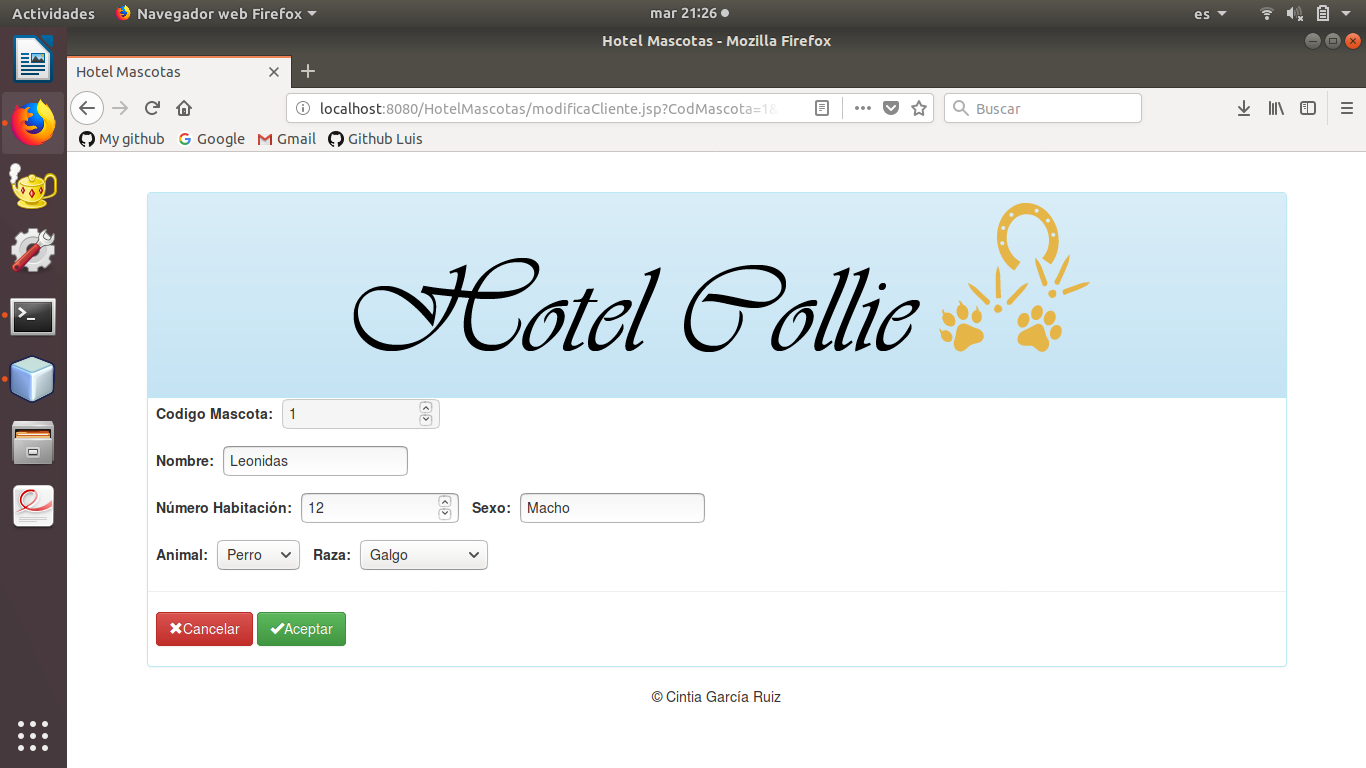 Actividades Navegador web Firefox mar 21:26 es
Hotel Mascotas - Mozilla Firefox
Hotel Mascotas
localhost:8080/HotelMascotas/modificaCliente.jsp?CodMascota=1& Buscar
My github Google Gmail Github Luis
Hotel Collie
Codigo Mascota: 1
Nombre: Leonidas
Número Habitación: 12 Sexo: Macho
Animal: Perro Raza: Galgo
Cancelar Aceptar
© Cintia García Ruiz